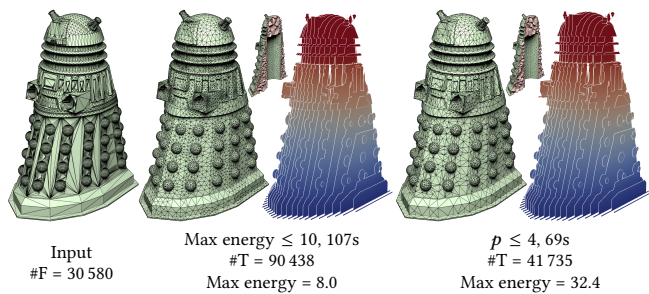 Input
#F = 30 580
Max energy ≤ 10, 107s
#T = 90 438
Max energy = 8.0
p ≤ 4, 69s
#T = 41 735
Max energy = 32.4